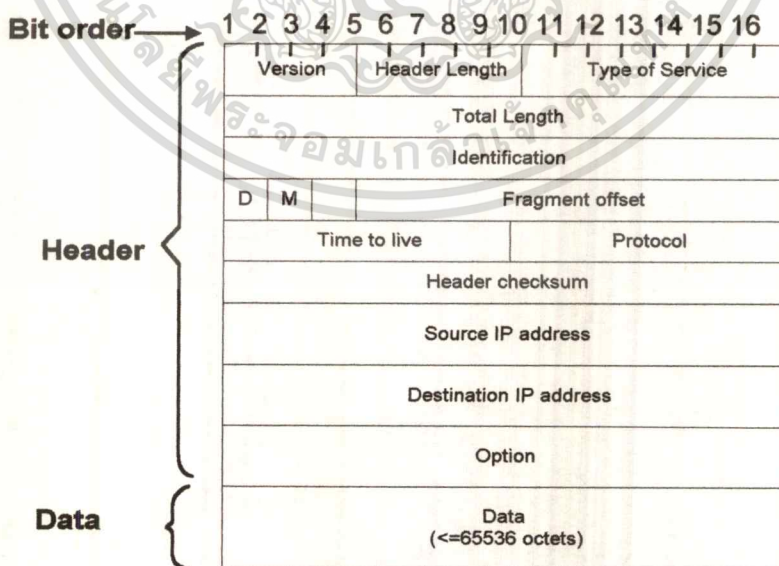 Bit order
1 2 3 4 5 6 7 8 9 10 11 12 13 14 15 16
Version Header Length Type of Service
Total Length
Identification
D M Fragment offset
Time to live Protocol
Header checksum
Source IP address
Destination IP address
Option
Data
(<=65536 octets)
Header
Data